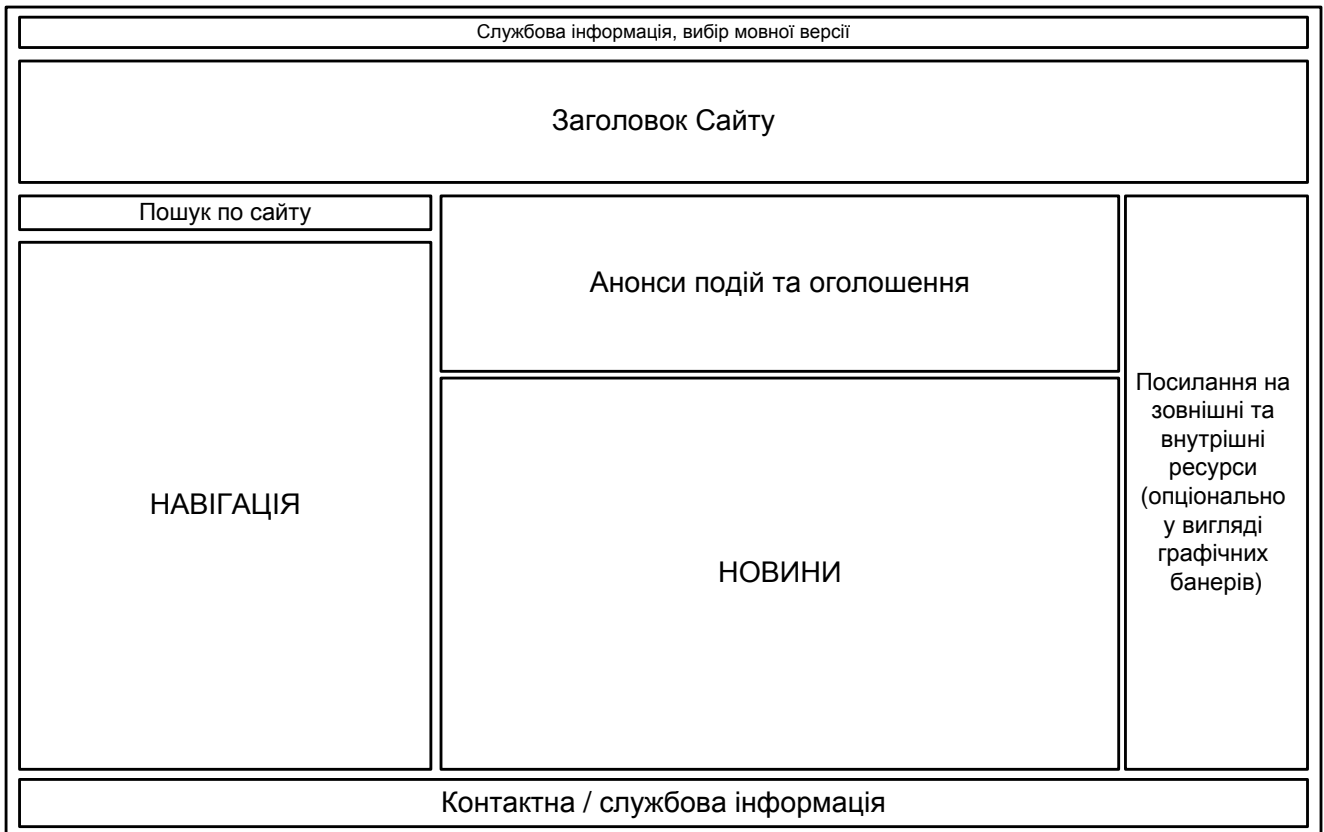 Службова інформація, вибір мовної версії
Заголовок Сайту
Пошук по сайту
НАВІГАЦІЯ
Анонси подій та оголошення
НОВИНИ
Посилання на
зовнішні та
внутрішні
ресурси
(опціонально
у вигляді
графічних
банерів)
Контактна / службова інформація